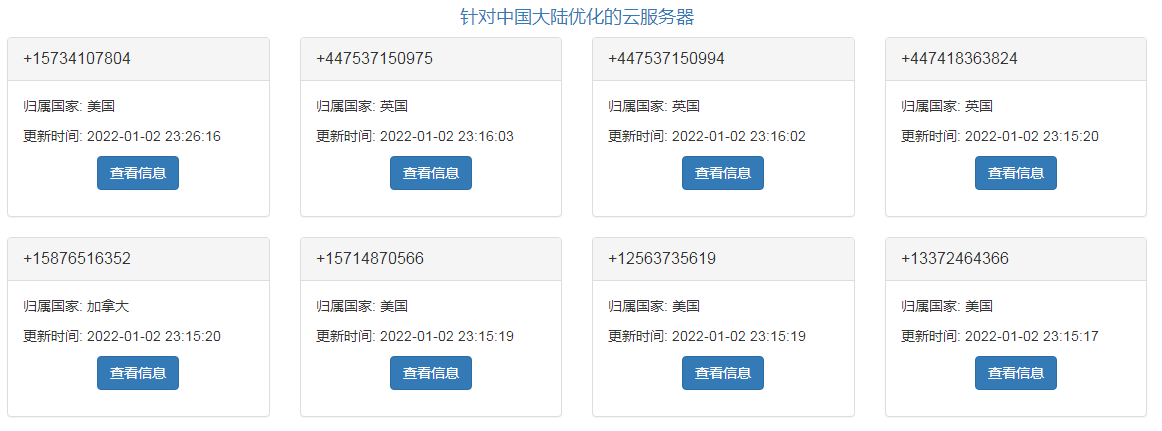 针对中国大陆优化的云服务器
+15734107804
归属国家: 美国
更新时间: 2022-01-02 23:26:16
查看信息
+447537150975
归属国家: 英国
更新时间: 2022-01-02 23:16:03
查看信息
+447537150994
归属国家: 英国
更新时间: 2022-01-02 23:16:02
查看信息
+447418363824
归属国家: 英国
更新时间: 2022-01-02 23:15:20
查看信息
+15876516352
归属国家: 加拿大
更新时间: 2022-01-02 23:15:20
查看信息
+15714870566
归属国家: 美国
更新时间: 2022-01-02 23:15:19
查看信息
+12563735619
归属国家: 美国
更新时间: 2022-01-02 23:15:19
查看信息
+13372464366
归属国家: 美国
更新时间: 2022-01-02 23:15:17
查看信息